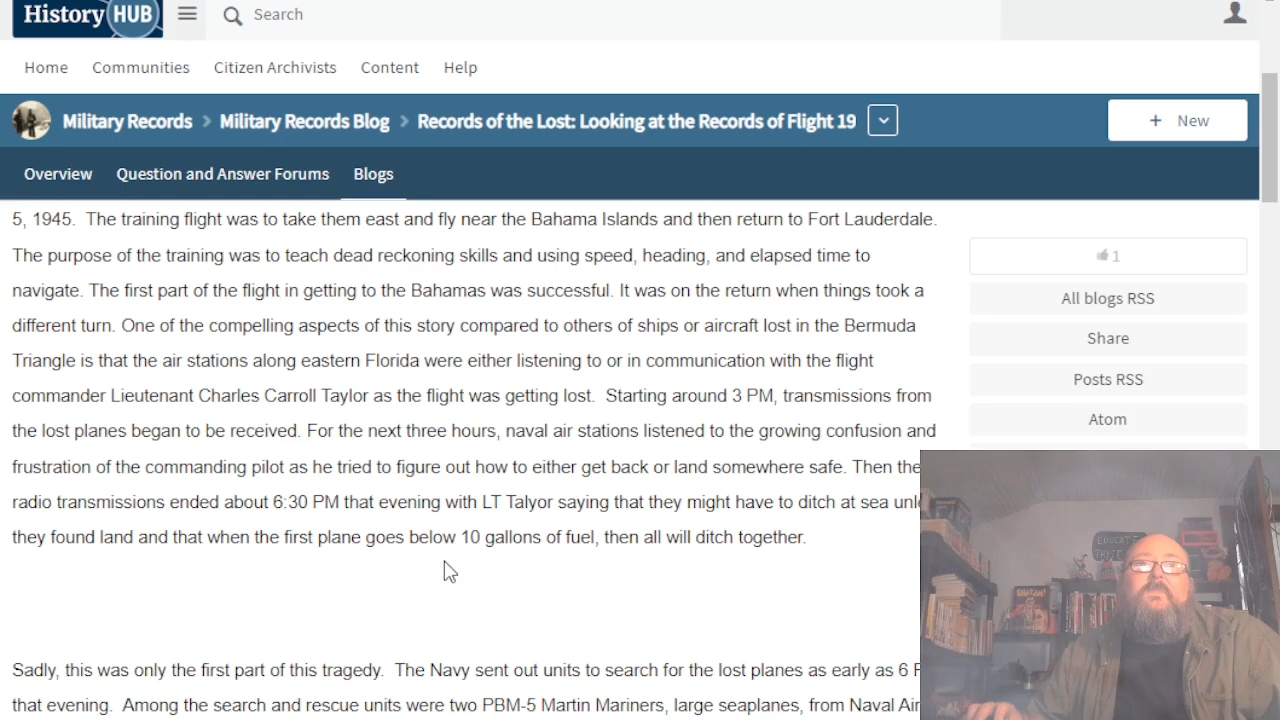 History HUB
Search
Home Communities Citizen Archivists Content Help
Military Records > Military Records Blog > Records of the Lost: Looking at the Records of Flight 19
+ New
Overview Question and Answer Forums Blogs
5, 1945. The training flight was to take them east and fly near the Bahama Islands and then return to Fort Lauderdale.
The purpose of the training was to teach dead reckoning skills and using speed, heading, and elapsed time to
navigate. The first part of the flight in getting to the Bahamas was successful. It was on the return when things took a
different turn. One of the compelling aspects of this story compared to others of ships or aircraft lost in the Bermuda
Triangle is that the air stations along eastern Florida were either listening to or in communication with the flight
commander Lieutenant Charles Carroll Taylor as the flight was getting lost. Starting around 3 PM, transmissions from
the lost planes began to be received. For the next three hours, naval air stations listened to the growing confusion and
frustration of the commanding pilot as he tried to figure out how to either get back or land somewhere safe. Then the
radio transmissions ended about 6:30 PM that evening with LT Talyor saying that they might have to ditch at sea
they found land and that when the first plane goes below 10 gallons of fuel, then all will ditch together.
Sadly, this was only the first part of this tragedy. The Navy sent out units to search for the lost planes as early as 6
that evening. Among the search and rescue units were two PBM-5 Martin Mariners, large seaplanes, from Naval Air
1
All blogs RSS
Share
Posts RSS
Atom
EDUCATE
SHAZAM!